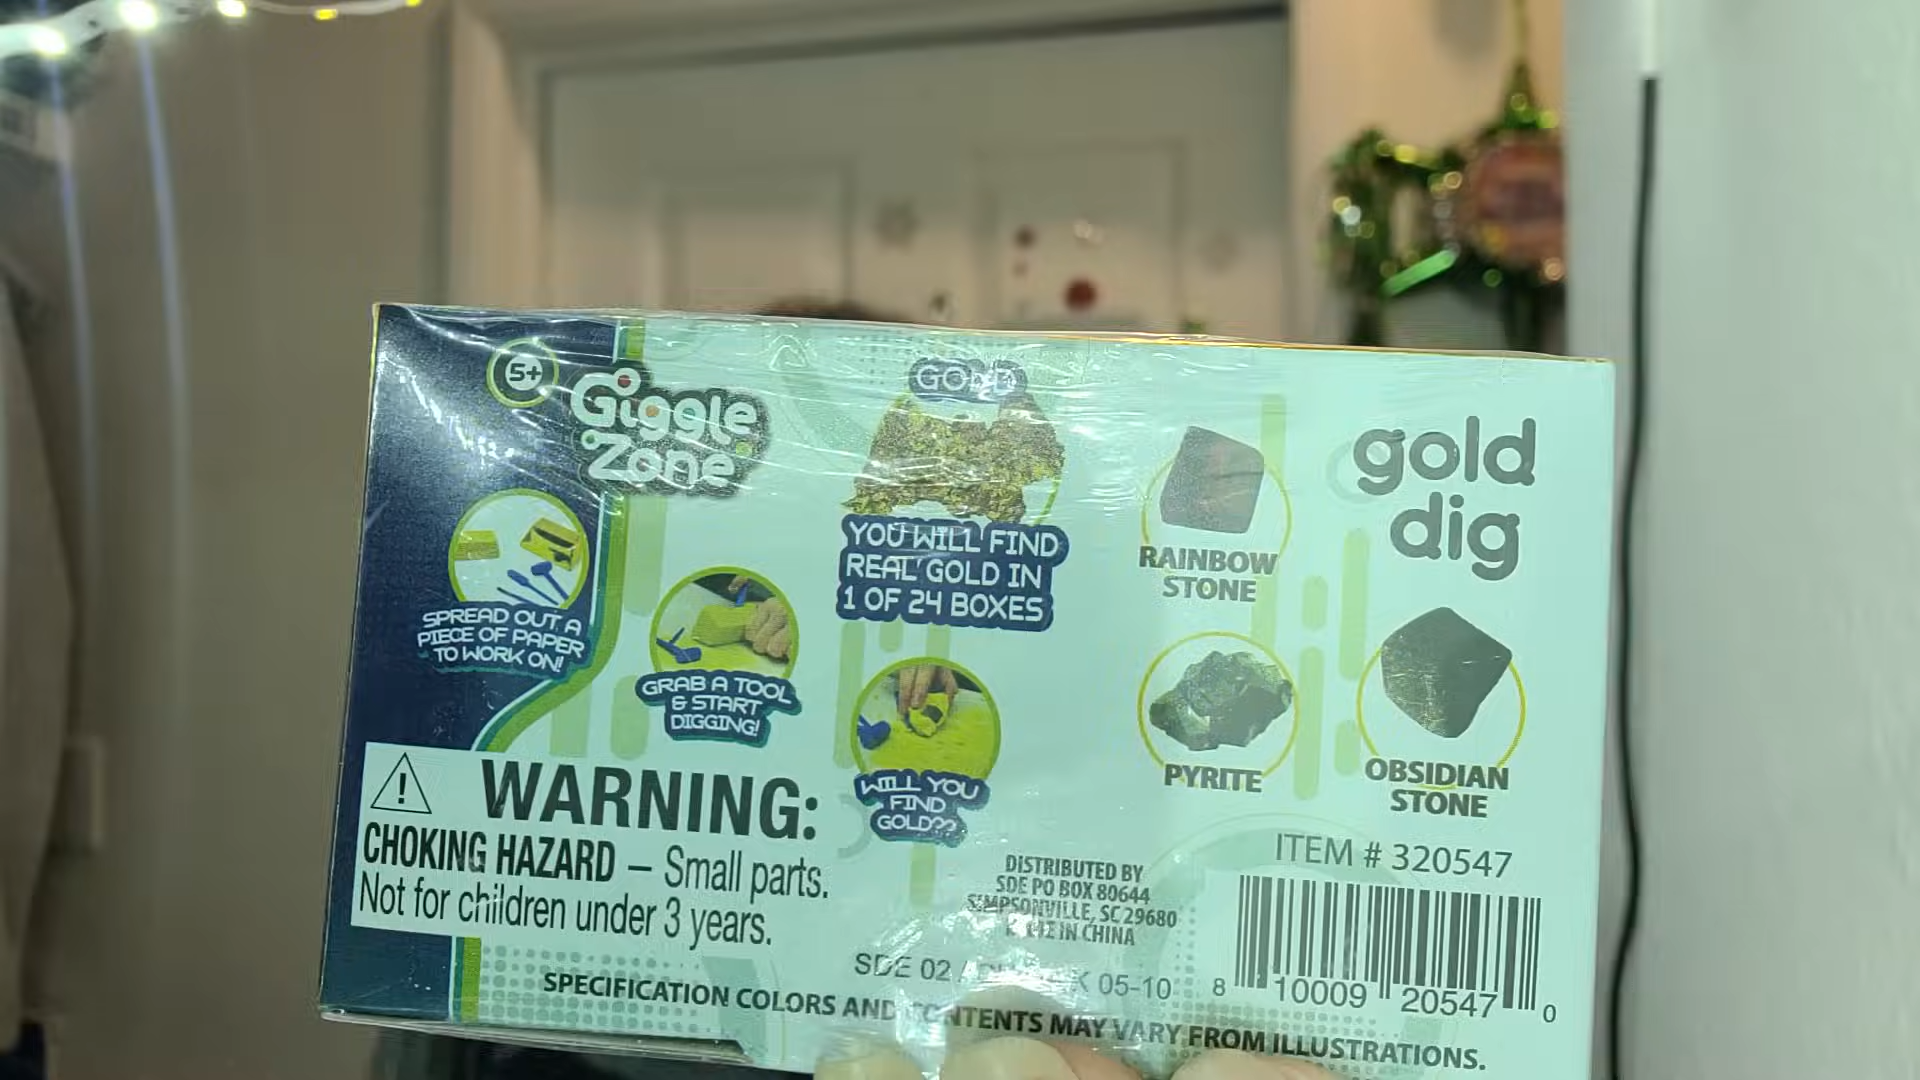 5+
Giggle
Zone
SPREAD OUT A
PIECE OF PAPER
TO WORK ON!
GRAB A TOOL
& START
DIGGING!
WILL YOU
FIND
GOLD??
GOLD
YOU WILL FIND
REAL GOLD IN
1 OF 24 BOXES
RAINBOW
STONE
gold
dig
PYRITE
OBSIDIAN
STONE
WARNING:
CHOKING HAZARD – Small parts.
Not for children under 3 years.
DISTRIBUTED BY
SDE PO BOX 80644
SIMPSONVILLE, SC 29680
IN CHINA
SDE 02 05-10
ITEM # 320547
8 10009 20547 0
SPECIFICATION COLORS AND CONTENTS MAY VARY FROM ILLUSTRATIONS.